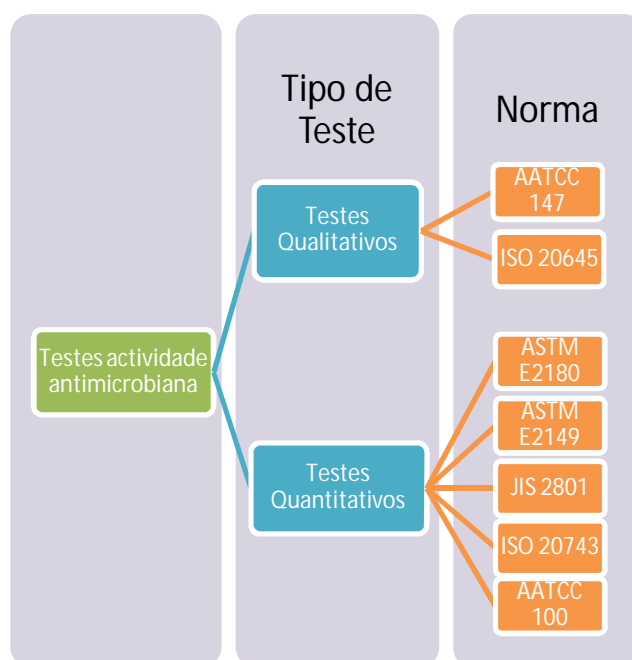 Tipo de
Teste
Norma
Testes actividade
antimicrobiana
Testes
Qualitativos
AATCC
147
ISO 20645
Testes
Quantitativos
ASTM
E2180
ASTM
E2149
JIS 2801
ISO 20743
AATCC
100